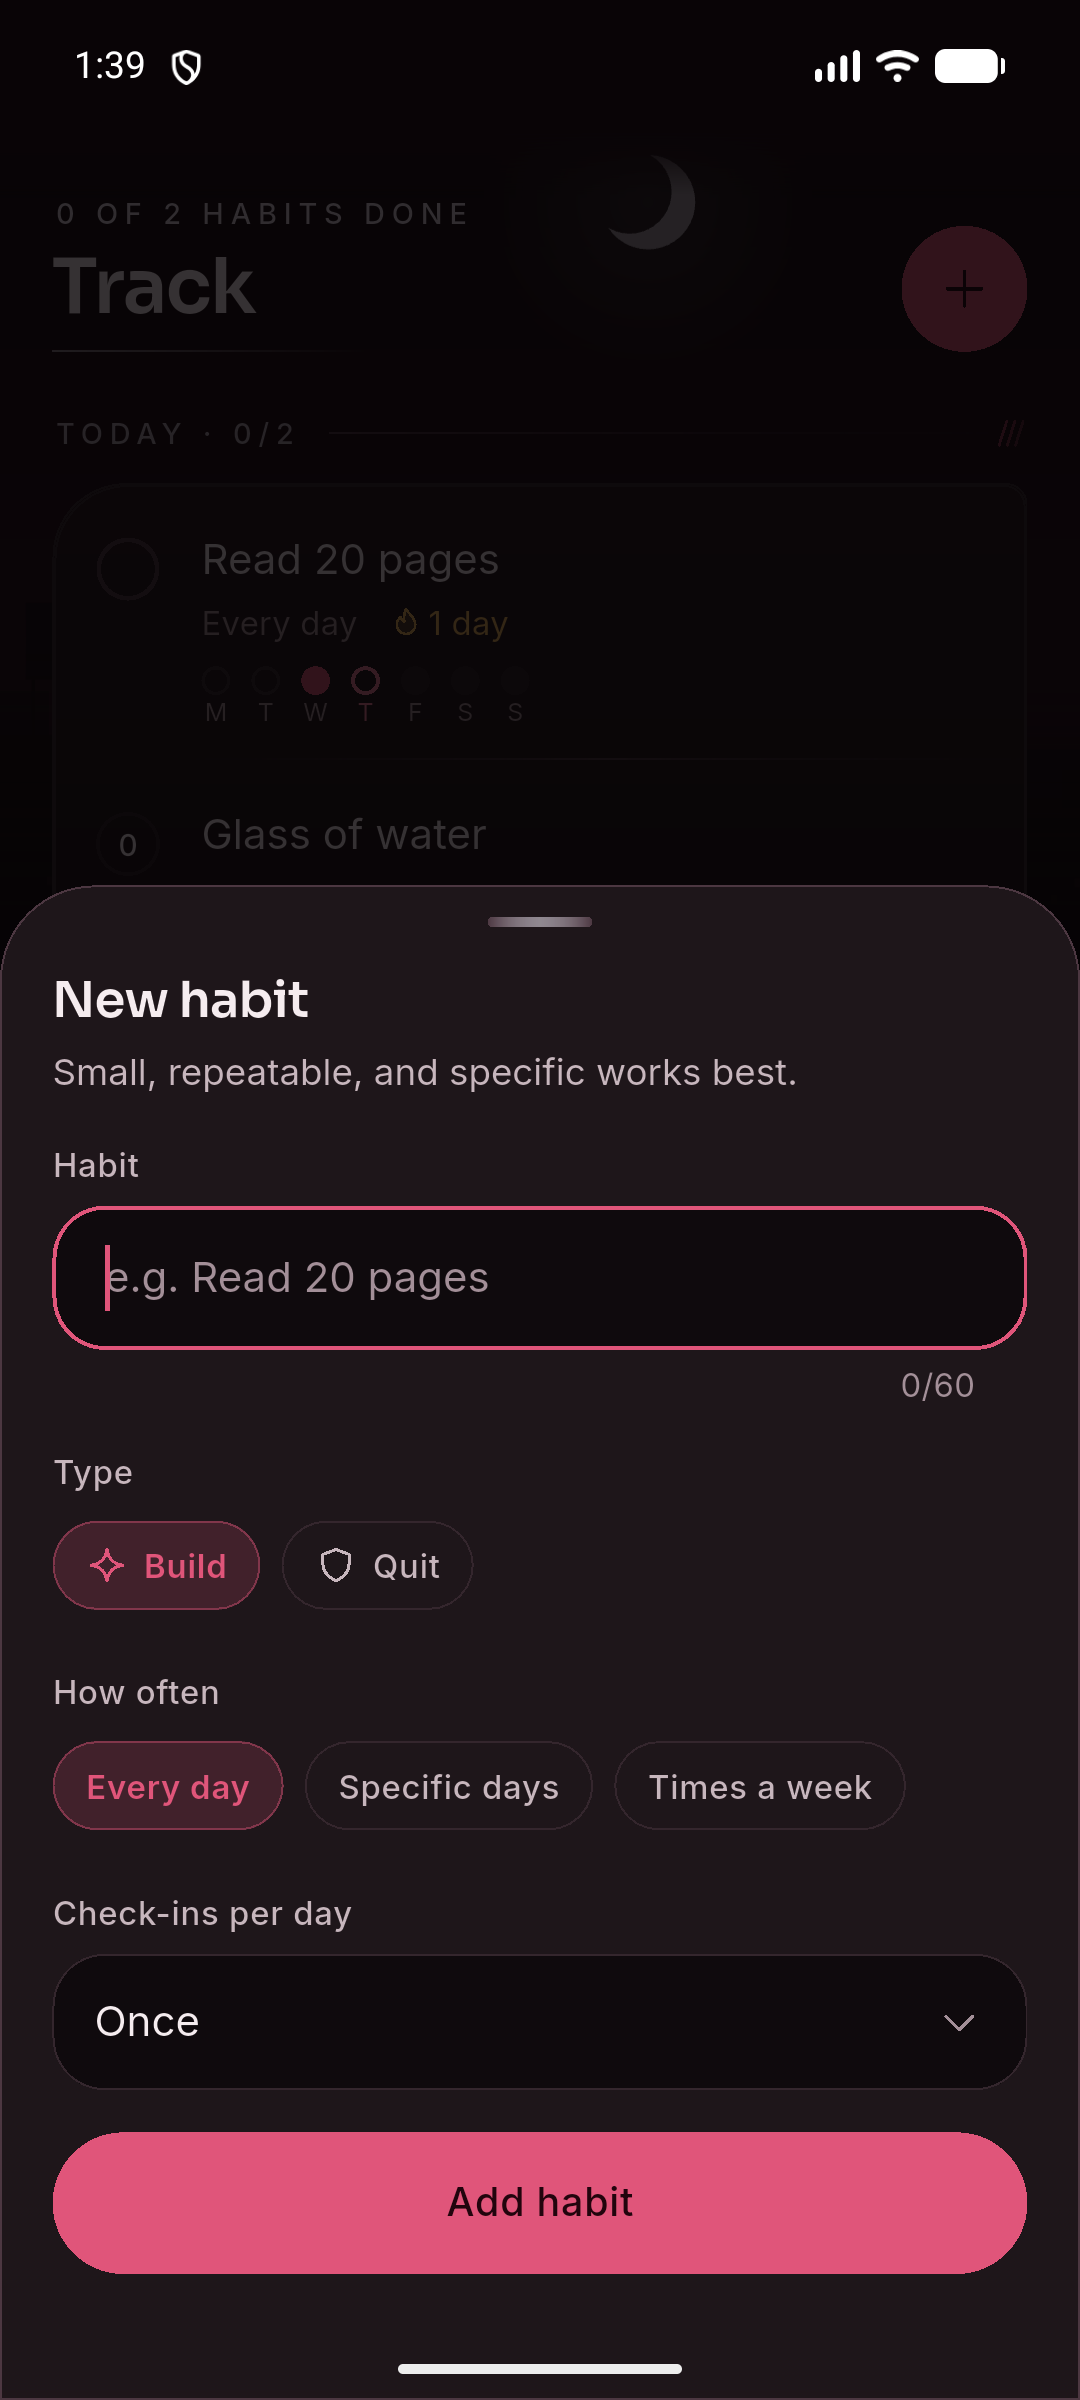 1:39
0 OF 2 HABITS DONE
Track
TODAY · 0/2
Read 20 pages
Every day 1 day
M T W T F S S
0 Glass of water
New habit
Small, repeatable, and specific works best.
Habit
e.g. Read 20 pages
0/60
Type
Build Quit
How often
Every day Specific days Times a week
Check-ins per day
Once
Add habit